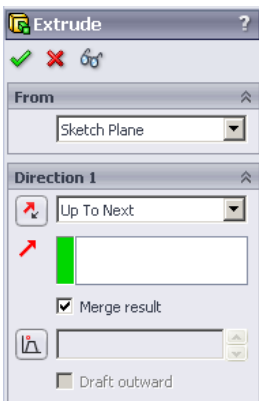 Extrude ?
From
Sketch Plane
Direction 1
Up To Next
Merge result
Draft outward